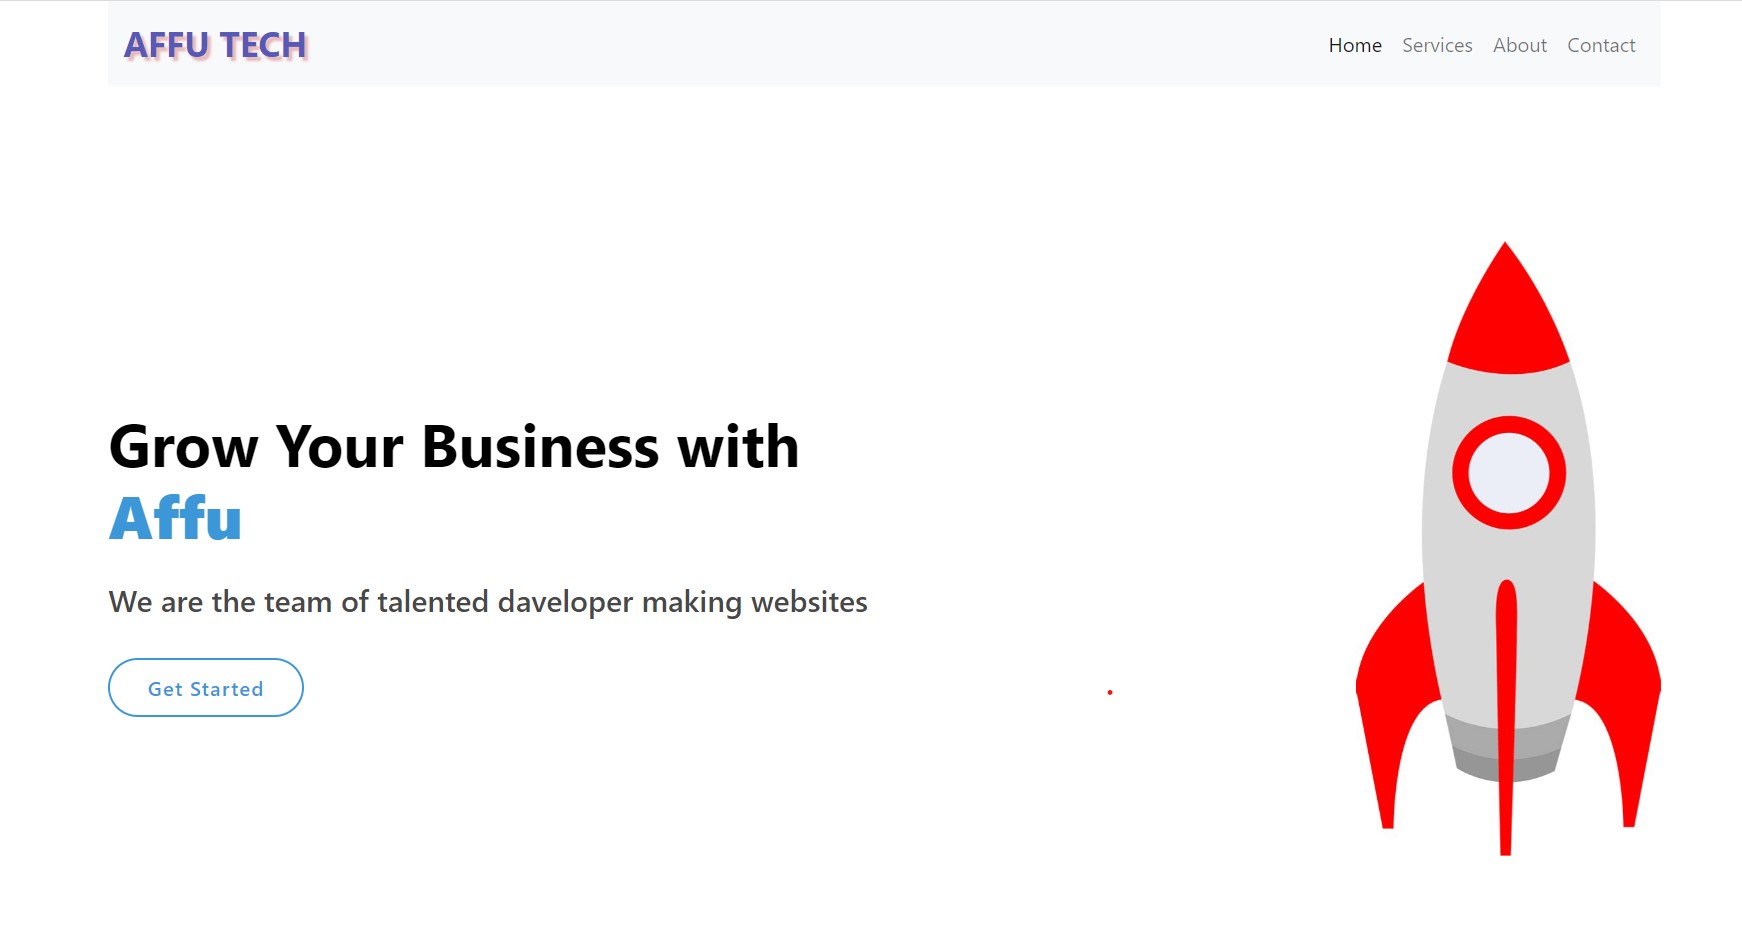 AFFU TECH
Home Services About Contact
Grow Your Business with
Affu
We are the team of talented daveloper making websites
Get Started